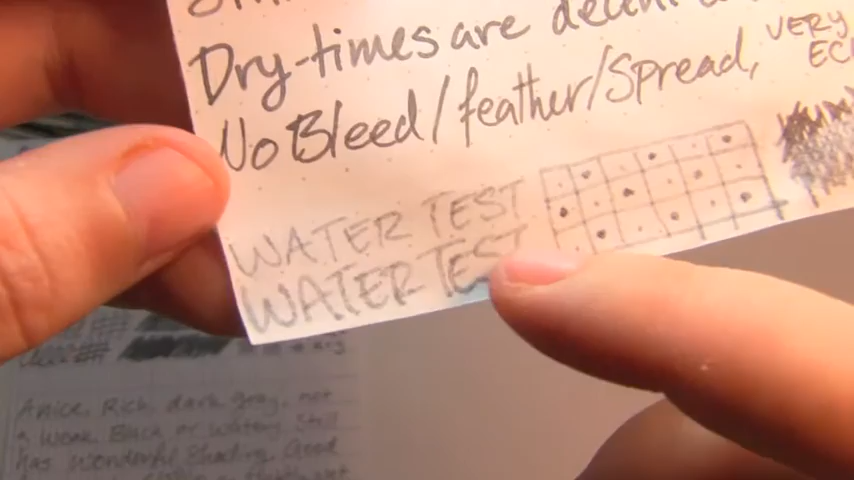 Dry-times are decent
No Bleed/feather/Spread, VERY
WATER TEST
WATER TEST
A nice, Rich, dark gray, not
a Weak Black or Watery. Still
has Wonderful Shading. Good